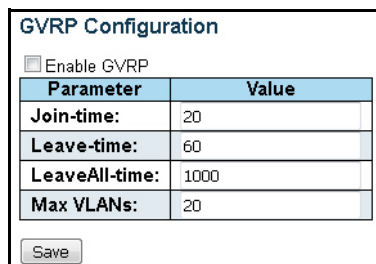 GVRP Configuration
Enable GVRP
Parameter Value
Join-time: 20
Leave-time: 60
LeaveAll-time: 1000
Max VLANs: 20
Save